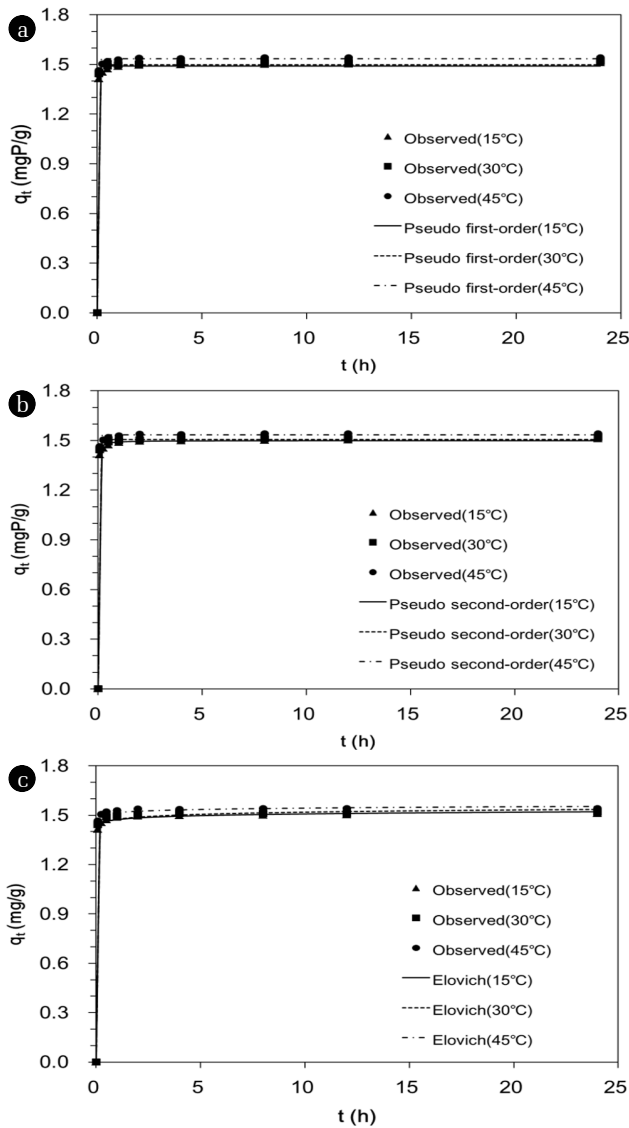 a
1.8
1.5
1.2
0.9
0.6
0.3
0.0
qt (mgP/g)
Observed(15℃)
Observed(30℃)
Observed(45℃)
Pseudo first-order(15℃)
Pseudo first-order(30℃)
Pseudo first-order(45℃)
0 5 10 15 20 25
t (h)
b
1.8
1.5
1.2
0.9
0.6
0.3
0.0
qt (mgP/g)
Observed(15℃)
Observed(30℃)
Observed(45℃)
Pseudo second-order(15℃)
Pseudo second-order(30℃)
Pseudo second-order(45℃)
0 5 10 15 20 25
t (h)
c
1.8
1.5
1.2
0.9
0.6
0.3
0.0
qt (mg/g)
Observed(15℃)
Observed(30℃)
Observed(45℃)
Elovich(15℃)
Elovich(30℃)
Elovich(45℃)
0 5 10 15 20 25
t (h)